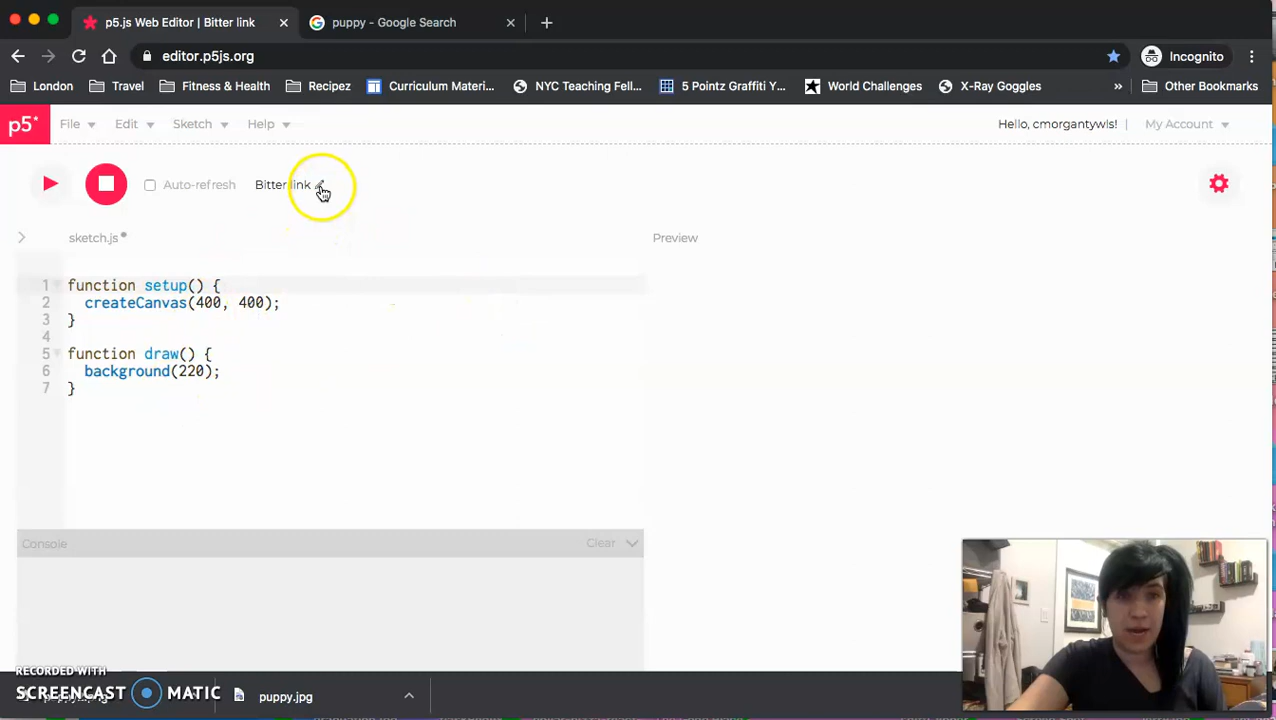 p5.js Web Editor | Bitter link
puppy - Google Search
editor.p5js.org
Incognito
London
Travel
Fitness & Health
Recipez
Curriculum Materi...
NYC Teaching Fell...
5 Pointz Graffiti Y...
World Challenges
X-Ray Goggles
»
Other Bookmarks
p5*
File
Edit
Sketch
Help
Hello, cmorgantywls! |
My Account
Auto-refresh
Bitter link
sketch.js
Preview
1 function setup() {
2 createCanvas(400, 400);
3 }
4
5 function draw() {
6 background(220);
7 }
Console
Clear
RECORDED WITH
SCREENCAST MATIC
puppy.jpg